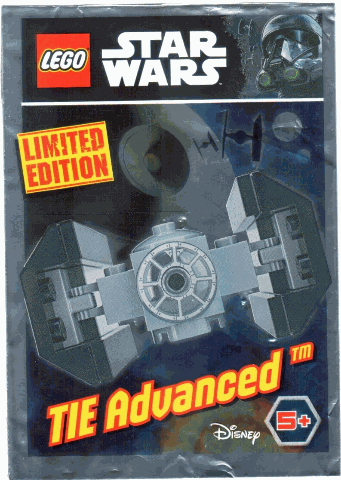 LEGO
STAR
WARS
LIMITED
EDITION
TIE Advanced™
Disney
5+